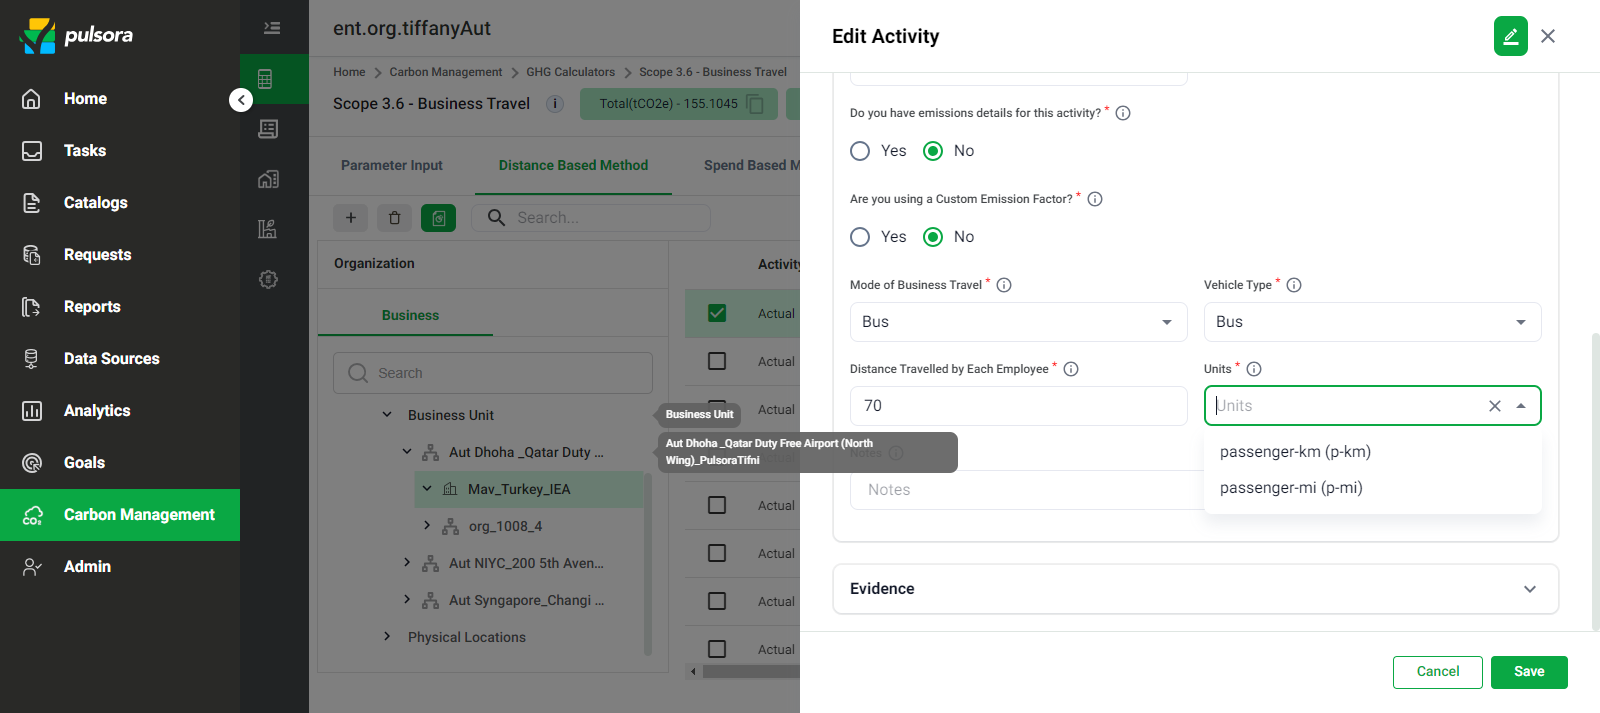 pulsora
Home
Tasks
Catalogs
Requests
Reports
Data Sources
Analytics
Goals
Carbon Management
Admin
ent.org.tiffanyAut
Home > Carbon Management > GHG Calculators > Scope 3.6 - Business Travel
Scope 3.6 - Business Travel
Total(tCO2e) - 155.1045
Parameter Input
Distance Based Method
Spend Based M
Search...
Organization
Business
Search
Business Unit
Aut Dhoha _Qatar Duty ...
Mav_Turkey_IEA
org_1008_4
Aut NIYC_200 5th Aven...
Aut Syngapore_Changi ...
Physical Locations
Activity
Actual
Actual
Actual
Actual
Actual
Actual
Actual
Business Unit
Aut Dhoha _Qatar Duty Free Airport (North
Wing)_PulsoraTifni
Edit Activity
Do you have emissions details for this activity? *
Yes
No
Are you using a Custom Emission Factor? *
Yes
No
Mode of Business Travel *
Bus
Vehicle Type *
Bus
Distance Travelled by Each Employee *
70
Units *
Units
passenger-km (p-km)
passenger-mi (p-mi)
Notes
Notes
Evidence
Cancel
Save